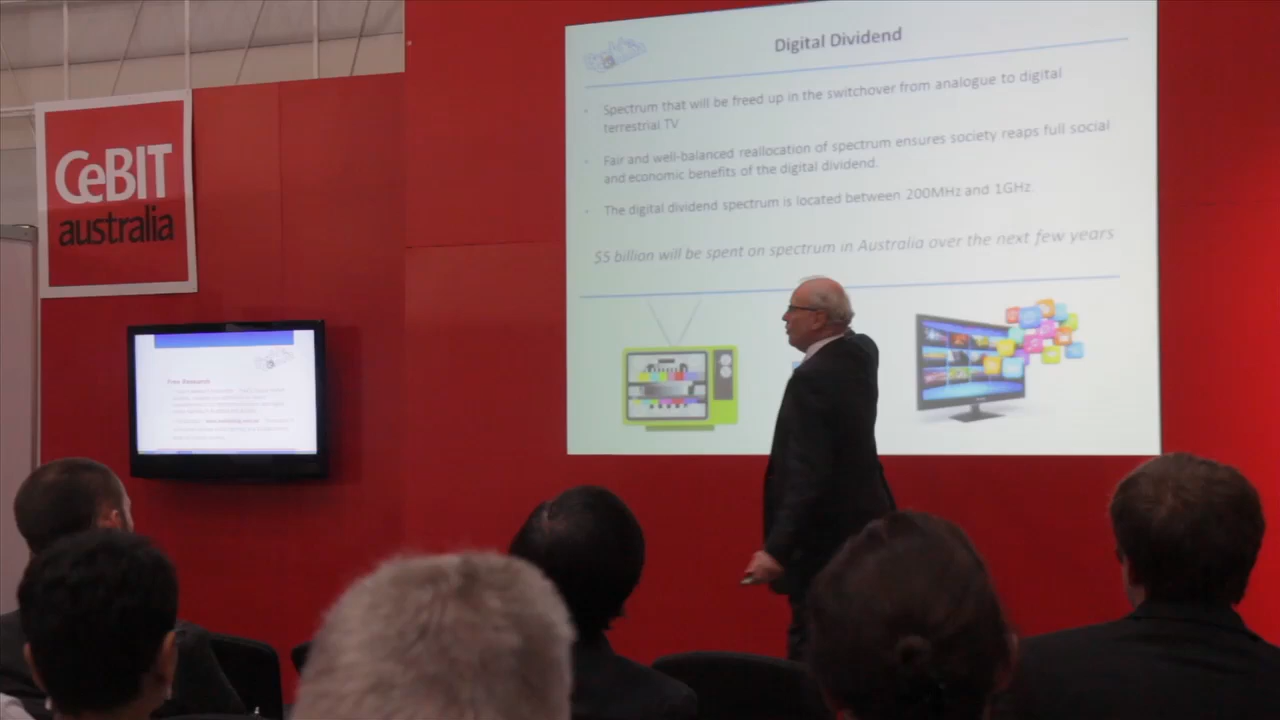 CeBIT
australia
Digital Dividend
Spectrum that will be freed up in the switchover from analogue to digital
terrestrial TV
Fair and well-balanced reallocation of spectrum ensures society reaps full social
and economic benefits of the digital dividend.
The digital dividend spectrum is located between 200MHz and 1GHz.
$5 billion will be spent on spectrum in Australia over the next few years
Free Research